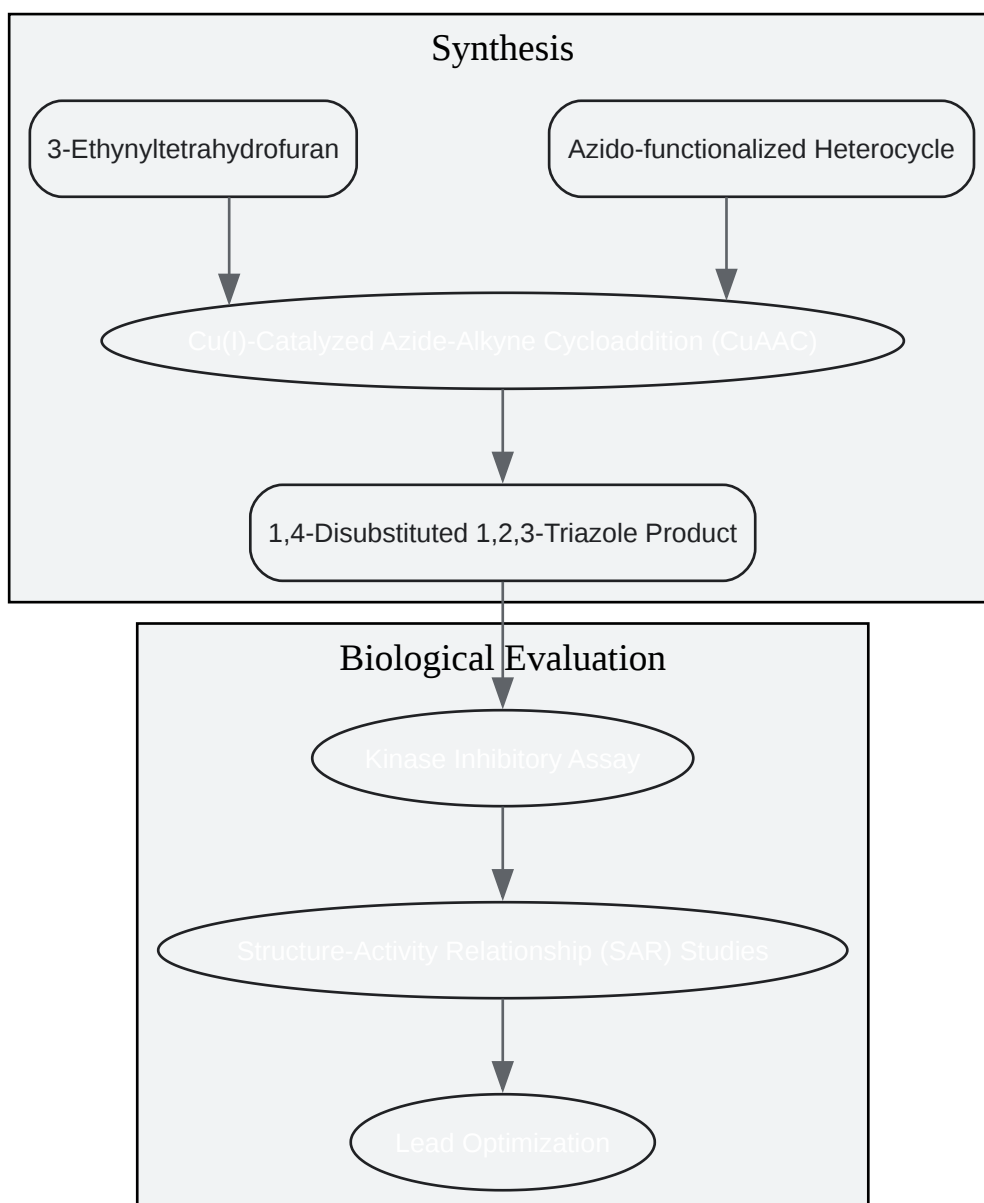 Synthesis
3-Ethynyltetrahydrofuran
Azido-functionalized Heterocycle
Cu(I)-Catalyzed Azide-Alkyne Cycloaddition (CuAAC)
1,4-Disubstituted 1,2,3-Triazole Product
Biological Evaluation
Kinase Inhibitory Assay
Structure-Activity Relationship (SAR) Studies
Lead Optimization